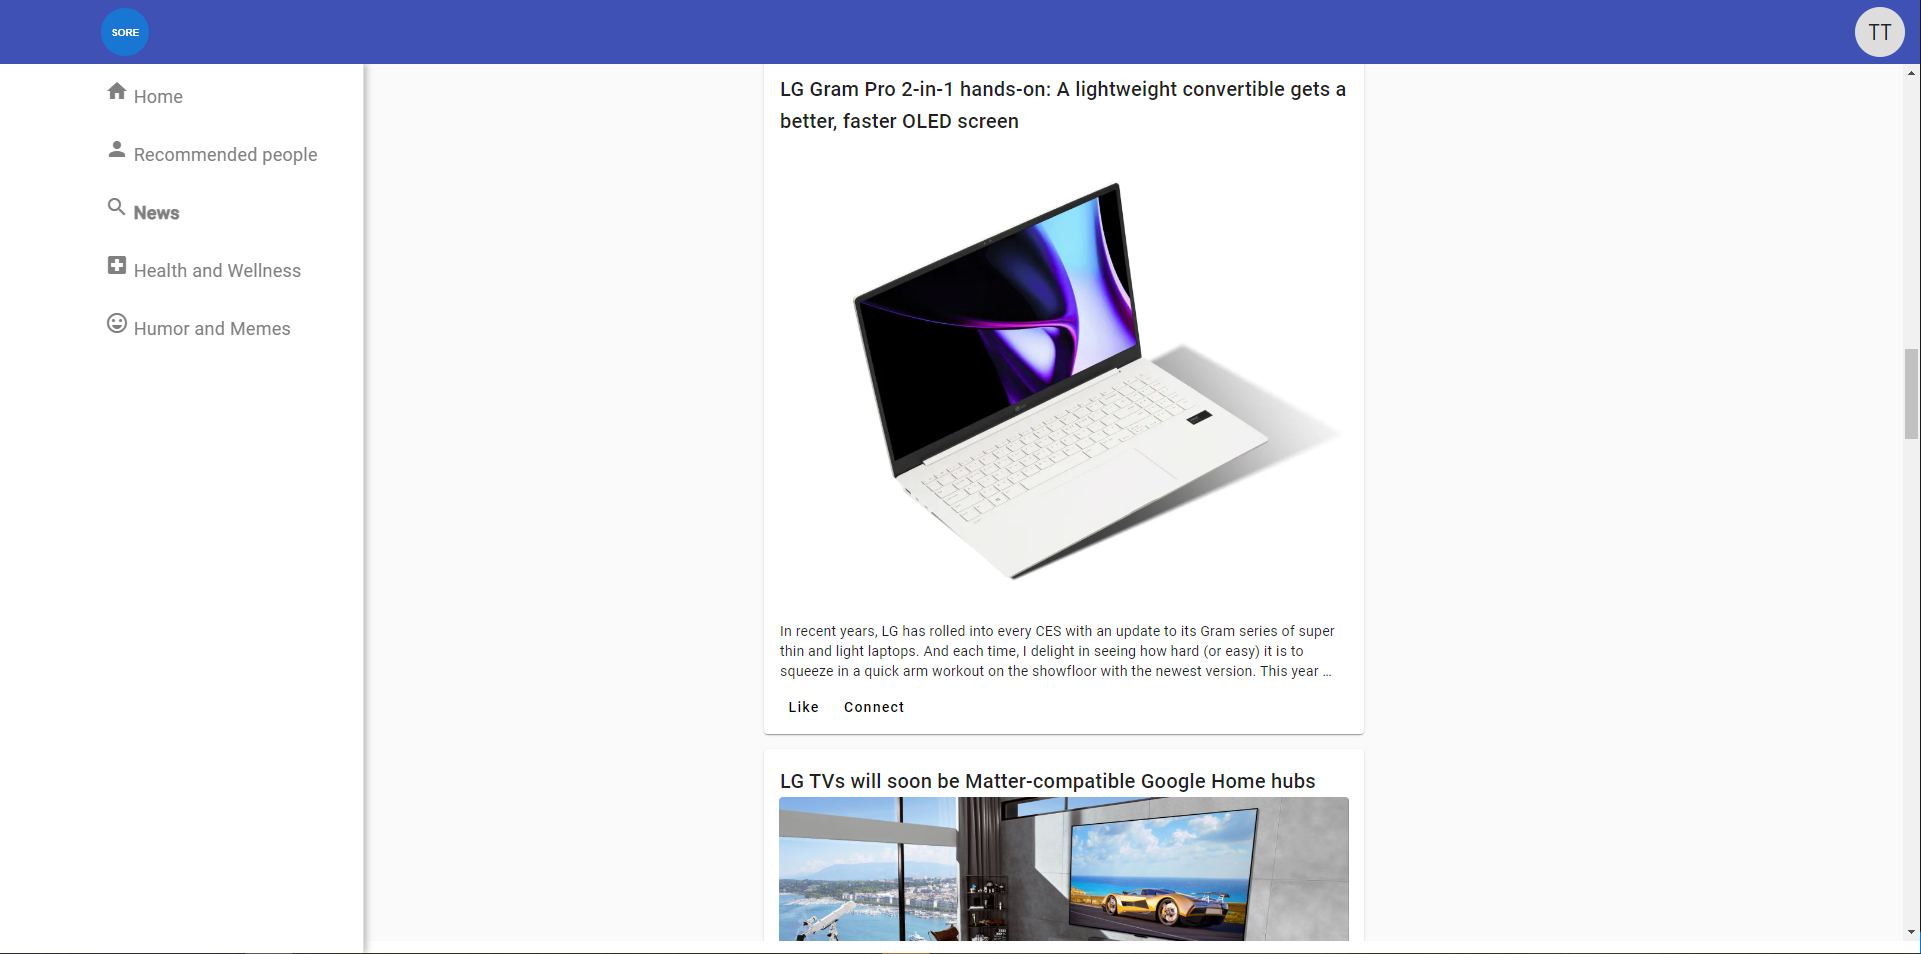 SORE
TT
Home
Recommended people
News
Health and Wellness
Humor and Memes
LG Gram Pro 2-in-1 hands-on: A lightweight convertible gets a
better, faster OLED screen
In recent years, LG has rolled into every CES with an update to its Gram series of super
thin and light laptops. And each time, I delight in seeing how hard (or easy) it is to
squeeze in a quick arm workout on the showfloor with the newest version. This year ...
Like Connect
LG TVs will soon be Matter-compatible Google Home hubs